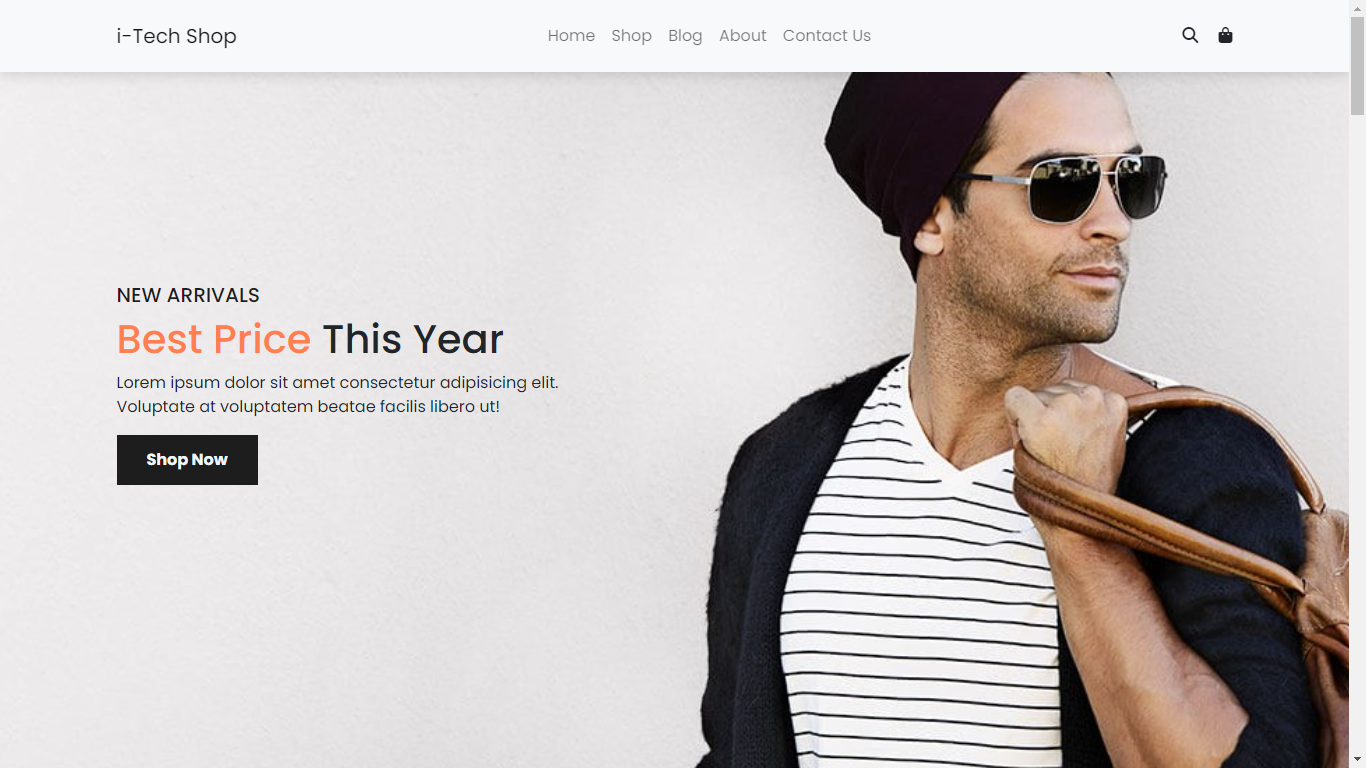 i-Tech Shop
Home Shop Blog About Contact Us
NEW ARRIVALS
Best Price This Year
Lorem ipsum dolor sit amet consectetur adipisicing elit.
Voluptate at voluptatem beatae facilis libero ut!
Shop Now